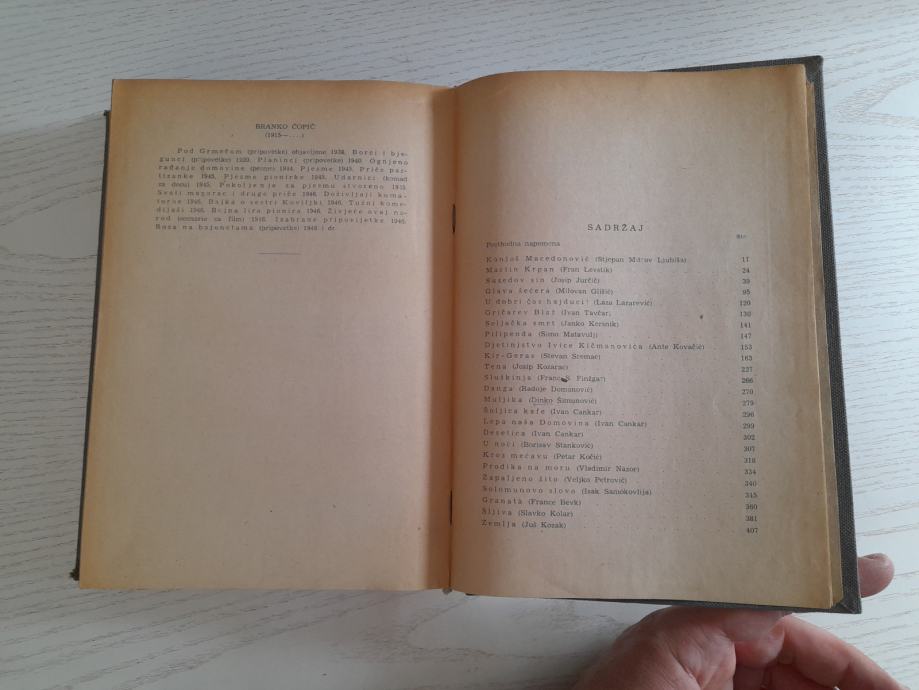 BRANKO ĆOPIĆ
(1915—....)
Pod Grmečom (pripovetke) objavljene 1938. Borci i bje-
gunci (pripovetke) 1939. Planinci (pripovetke) 1940. Ognjeno
rađanje domovine (pesme) 1944. Pjesme 1945. Priče par-
tizanke 1945. Pjesme pionirke 1945. Udarnici (komad
za decu) 1945. Pokoljenje za pjesmu stvoreno 1945.
Sveti magarac i druge priče 1946. Doživljaji kuma
1946. Bajka o sestri Koviljki 1946. Tužni kome-
dijaši 1946. Bojna lira pionira 1946. Živjeće ovaj na-
rod (scenario za film) 1946. Izabrane pripovijetke 1946.
Rosa na bajonetama (pripovetke) 1946 i dr.
SADRŽAJ
Str.
Prethodna napomena
Kanjoš Macedonović (Stjepan Mitrov Ljubiša) 11
Martin Krpan (Fran Levstik) 24
Susedov sin (Josip Jurčič) 39
Glava šećera (Milovan Glišić) 95
U dobri čas hajduci! (Laza Lazarević) 120
Gričarev Blaž (Ivan Tavčar) 130
Seljačka smrt (Janko Kersnik) 141
Pilipenda (Simo Matavulj) 147
Djetinjstvo Ivice Kičmanovića (Ante Kovačić) 153
Kir-Geras (Stevan Sremac) 163
Tena (Josip Kozarac) 227
Sluškinja (Franc S. Finžgar) 266
Danga (Radoje Domanović) 270
Muljika (Dinko Šimunović) 279
Šoljica kafe (Ivan Cankar) 296
Lepa naša Domovina (Ivan Cankar) 299
Desetica (Ivan Cankar) 302
U noći (Borisav Stanković) 307
Kroz mećavu (Petar Kočić) 318
Prodika na moru (Vladimir Nazor) 334
Zapaljeno žito (Veljko Petrović) 340
Solomunovo slovo (Isak Samokovlija) 345
Granata (France Bevk) 360
Šljiva (Slavko Kolar) 381
Zemlja (Juš Kozak) 407